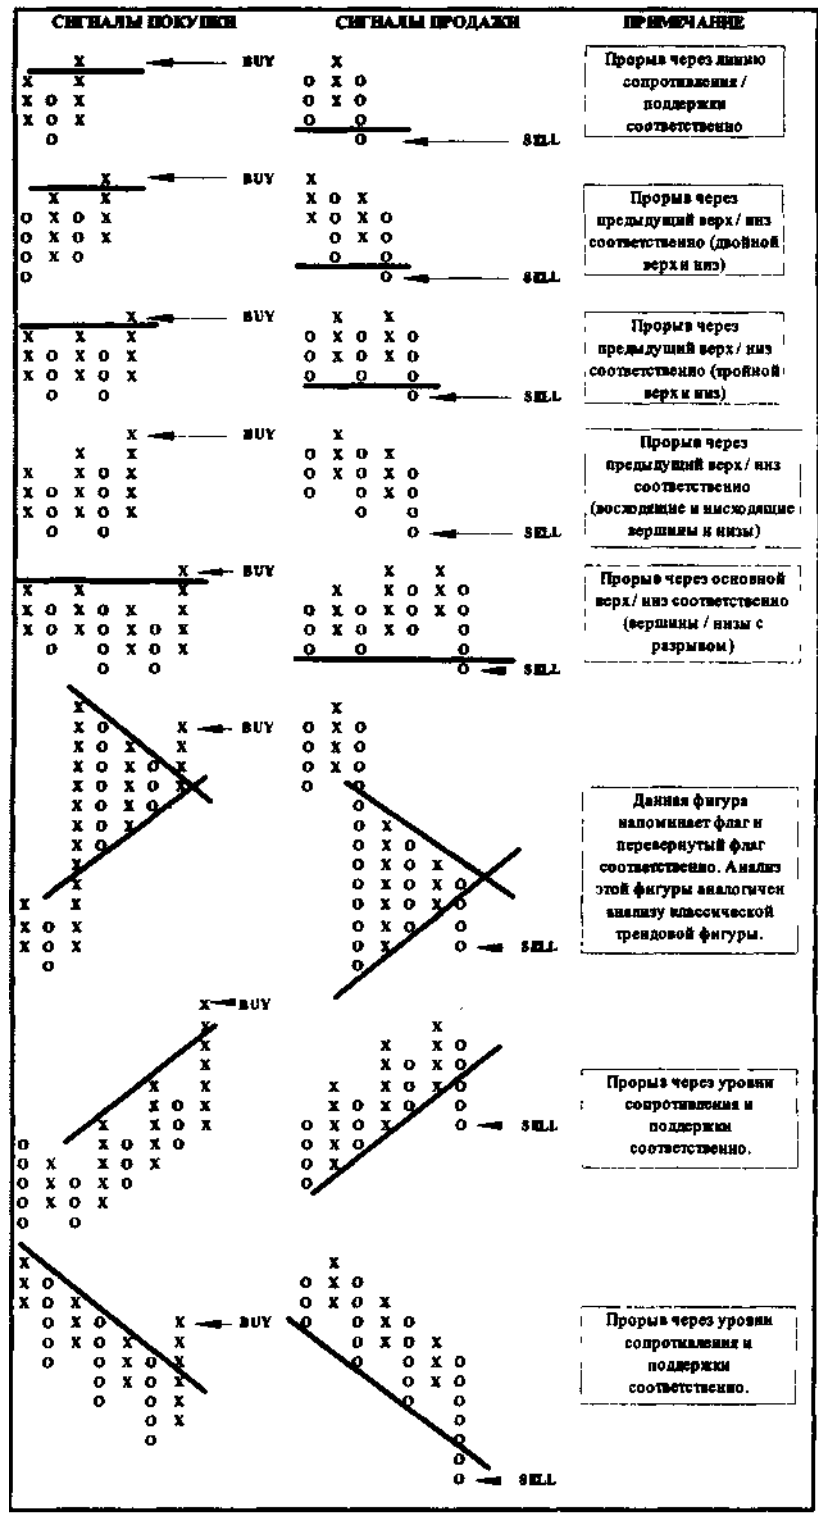 СИГНАЛЫ ПОКУПКИ СИГНАЛЫ ПРОДАЖИ ПРИМЕЧАНИЕ
BUY
SELL
Прорыв через линию
сопротивления /
поддержки
соответственно
BUY
SELL
Прорыв через
предыдущий верх / низ
соответственно (двойной
верх и низ)
BUY
SELL
Прорыв через
предыдущий верх / низ
соответственно (тройной
верх и низ)
BUY
SELL
Прорыв через
предыдущий верх / низ
соответственно
(восходящие и нисходящие
вершины и низы)
BUY
SELL
Прорыв через основной
верх / низ соответственно
(вершины / низы с
разрывом)
BUY
SELL
Данная фигура
напоминает флаг и
перевернутый флаг
соответственно. Анализ
этой фигуры аналогичен
анализу классической
трендовой фигуры.
BUY
SELL
Прорыв через уровни
сопротивления и
поддержки
соответственно.
BUY
SELL
Прорыв через уровни
сопротивления и
поддержки
соответственно.